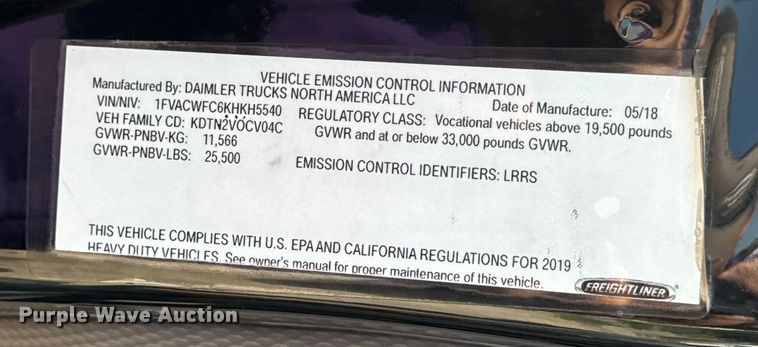 VEHICLE EMISSION CONTROL INFORMATION
Manufactured By: DAIMLER TRUCKS NORTH AMERICA LLC Date of Manufacture: 05/18
VIN/NIV: 1FVACWFC6KHKH5540 REGULATORY CLASS: Vocational vehicles above 19,500 pounds
VEH FAMILY CD: KDTN2VOCV04C GVWR and at or below 33,000 pounds GVWR.
GVWR-PNBV-KG: 11,566
GVWR-PNBV-LBS: 25,500 EMISSION CONTROL IDENTIFIERS: LRRS
THIS VEHICLE COMPLIES WITH U.S. EPA AND CALIFORNIA REGULATIONS FOR 2019
HEAVY DUTY VEHICLES. See owner's manual for proper maintenance of this vehicle.
FREIGHTLINER
Purple Wave Auction